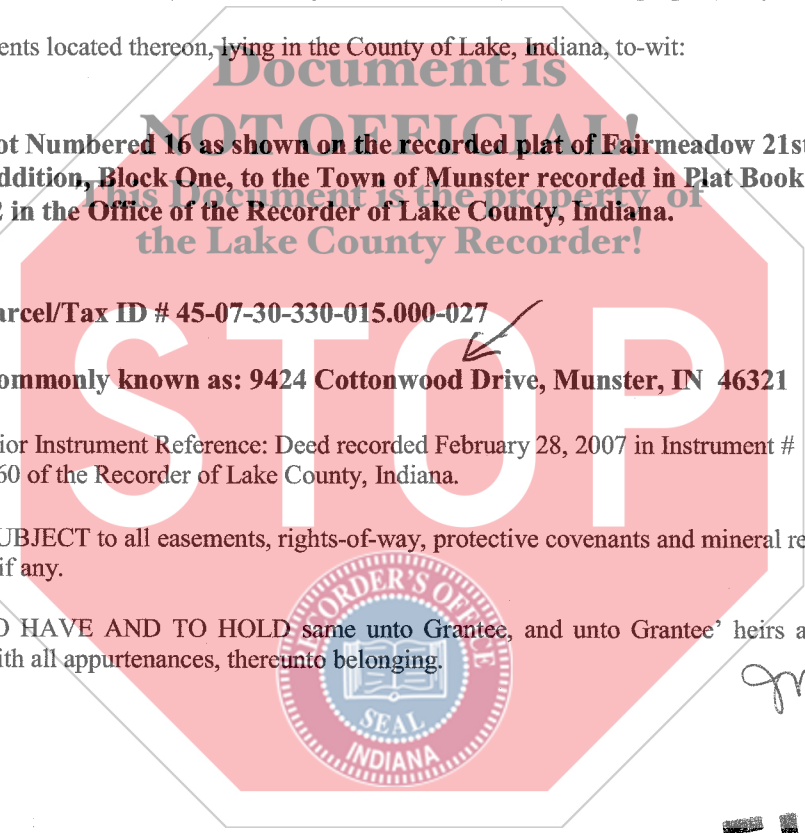 ents located thereon, lying in the County of Lake, Indiana, to-wit:
Document is
NOT OFFICIAL!
ot Numbered 16 as shown on the recorded plat of Fairmeadow 21st
ddition, Block One, to the Town of Munster recorded in Plat Book
This Document is the property of
2 in the Office of the Recorder of Lake County, Indiana.
the Lake County Recorder!
arcel/Tax ID # 45-07-30-330-015.000-027
STOP
ommonly known as: 9424 Cottonwood Drive, Munster, IN 46321
ior Instrument Reference: Deed recorded February 28, 2007 in Instrument #
60 of the Recorder of Lake County, Indiana.
UBJECT to all easements, rights-of-way, protective covenants and mineral re
if any.
O HAVE AND TO HOLD same unto Grantee, and unto Grantee' heirs a
ith all appurtenances, thereunto belonging.
RECORDER'S OFFICE
SEAL
INDIANA